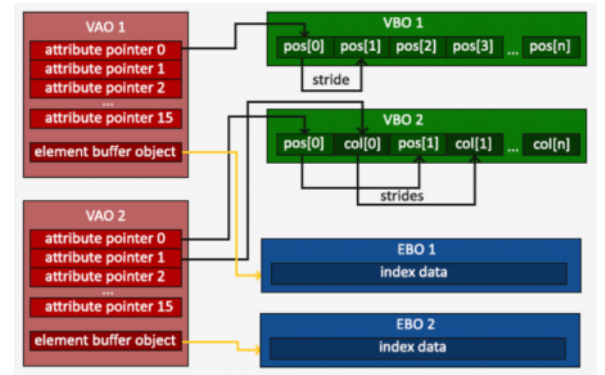 VAO 1
attribute pointer 0
attribute pointer 1
attribute pointer 2
...
attribute pointer 15
element buffer object
VBO 1
pos[0] pos[1] pos[2] pos[3] ... pos[n]
stride
VBO 2
pos[0] col[0] pos[1] col[1] ... col[n]
strides
VAO 2
attribute pointer 0
attribute pointer 1
attribute pointer 2
...
attribute pointer 15
element buffer object
EBO 1
index data
EBO 2
index data